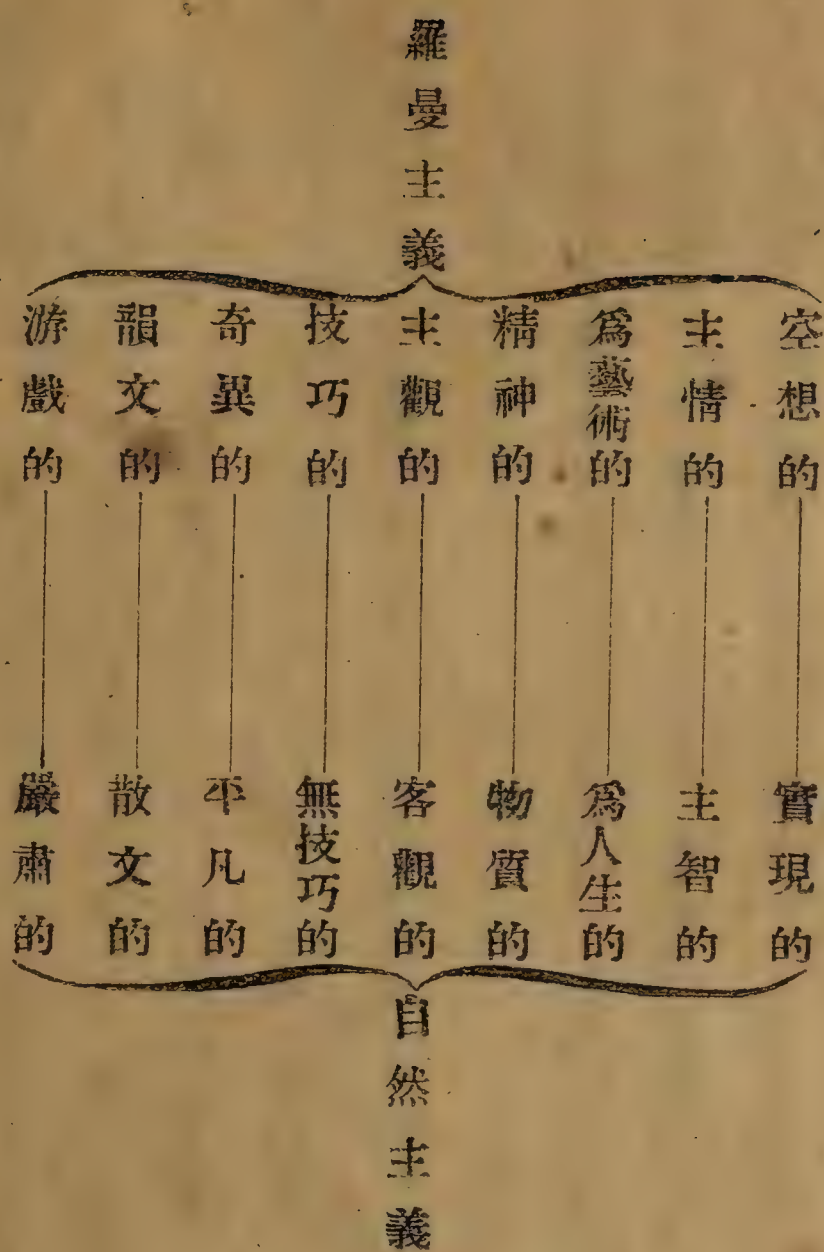 羅曼主義
空想的
主情的
爲藝術的
精神的
主觀的
技巧的
奇異的
韻文的
游戲的
實現的
主智的
爲人生的
物質的
客觀的
無技巧的
平凡的
散文的
嚴肅的
自然主義